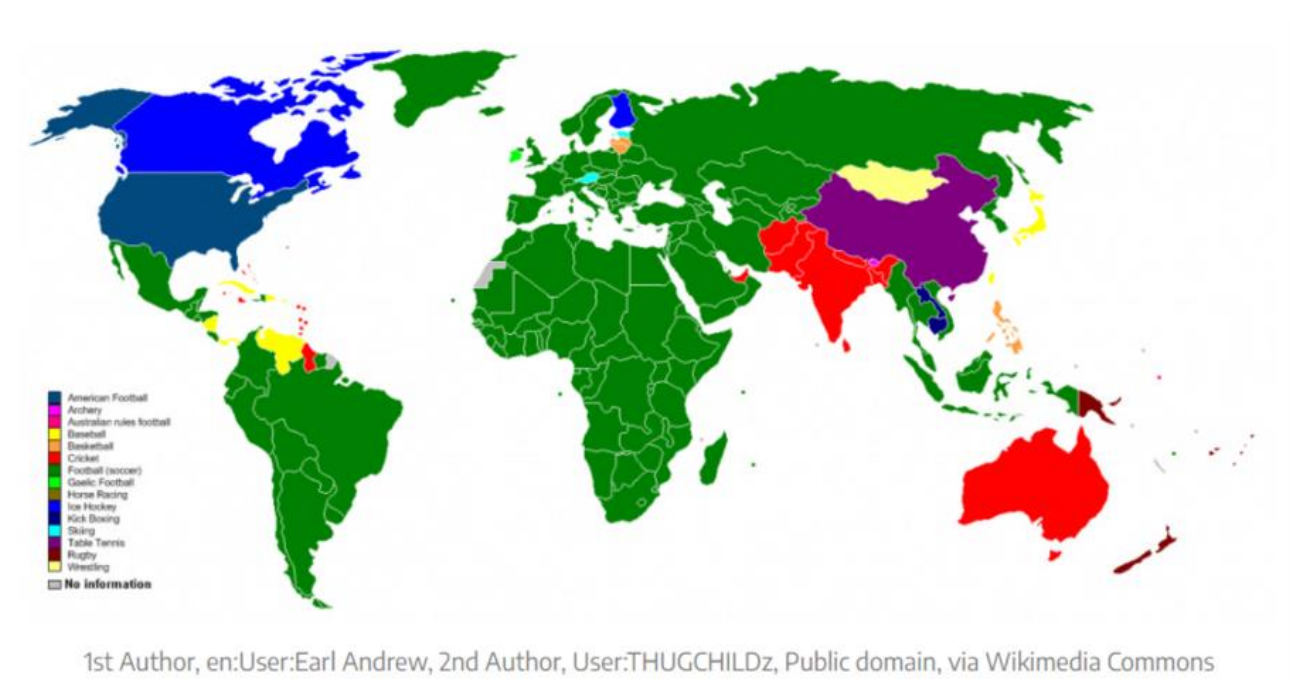 American Football
Archery
Australian rules football
Baseball
Basketball
Cricket
Football (soccer)
Gaelic Football
Horse Racing
Ice Hockey
Kick Boxing
Skiing
Table Tennis
Rugby
Wrestling
No information
1st Author, en:User:Earl Andrew, 2nd Author, User:THUGCHILDz, Public domain, via Wikimedia Commons